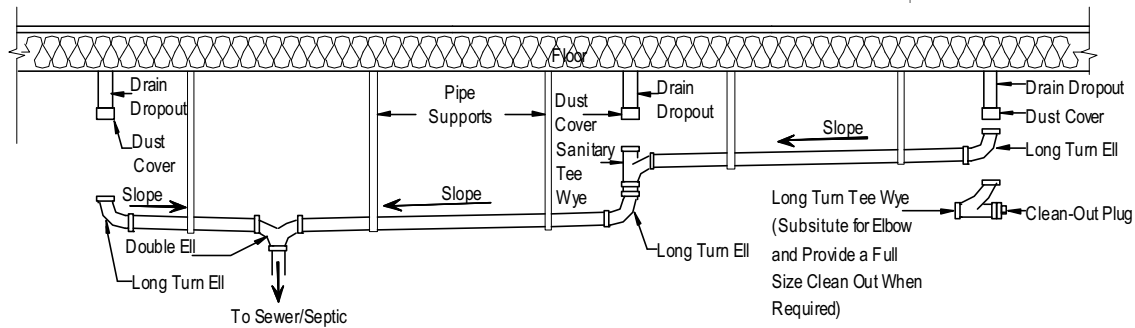 Floor
Drain
Dropout
Dust
Cover
Pipe
Supports
Dust
Cover
Sanitary
Tee
Wye
Drain
Dropout
Slope
Drain Dropout
Dust Cover
Long Turn Ell
Slope
Slope
Double Ell
Long Turn Ell
To Sewer/Septic
Long Turn Ell
Long Turn Tee Wye
(Subsitute for Elbow
and Provide a Full
Size Clean Out When
Required)
Clean-Out Plug